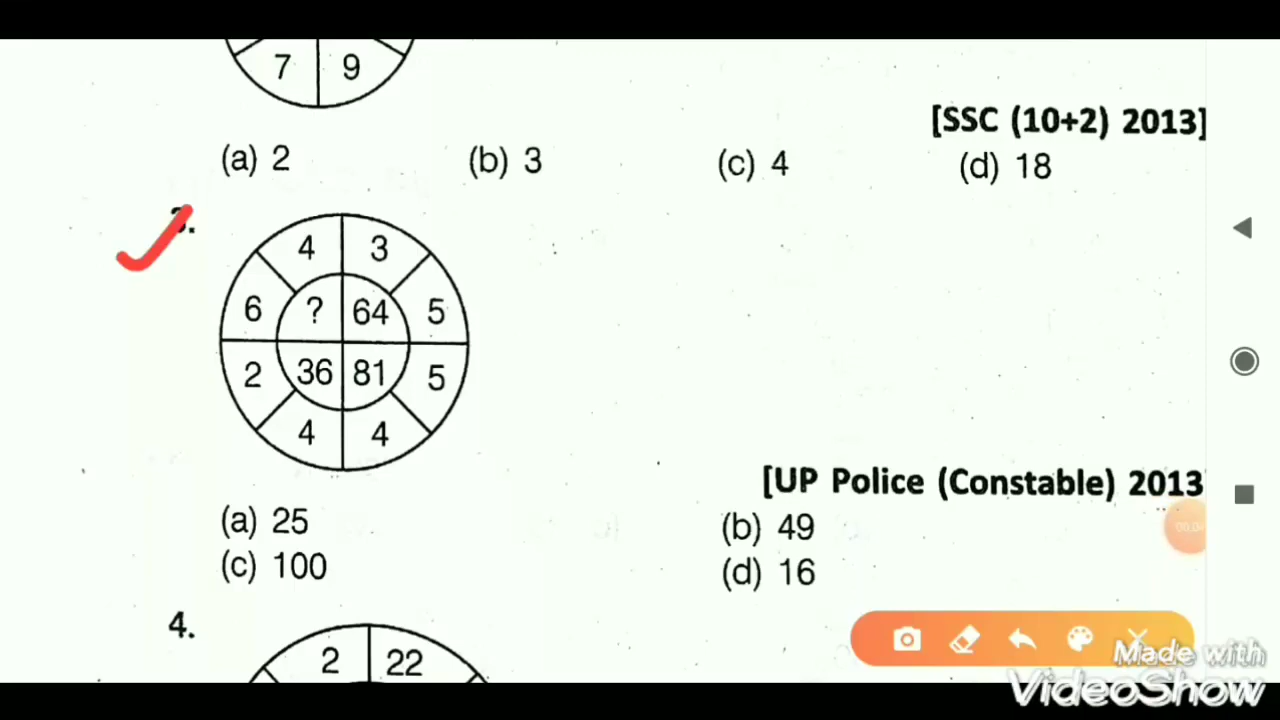 7 9
[SSC (10+2) 2013]
(a) 2 (b) 3 (c) 4 (d) 18
3.
4 3
6 ? 64 5
2 36 81 5
4 4
[UP Police (Constable) 2013
(a) 25 (b) 49
(c) 100 (d) 16
4.
2 22
Made with
VideoShow